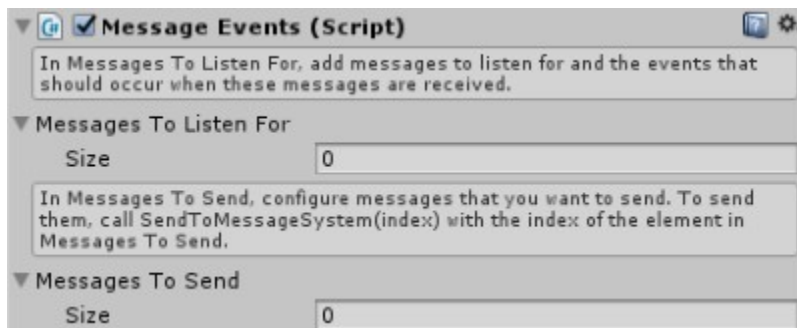 Message Events (Script)
In Messages To Listen For, add messages to listen for and the events that
should occur when these messages are received.
Messages To Listen For
Size 0
In Messages To Send, configure messages that you want to send. To send
them, call SendToMessageSystem(index) with the index of the element in
Messages To Send.
Messages To Send
Size 0